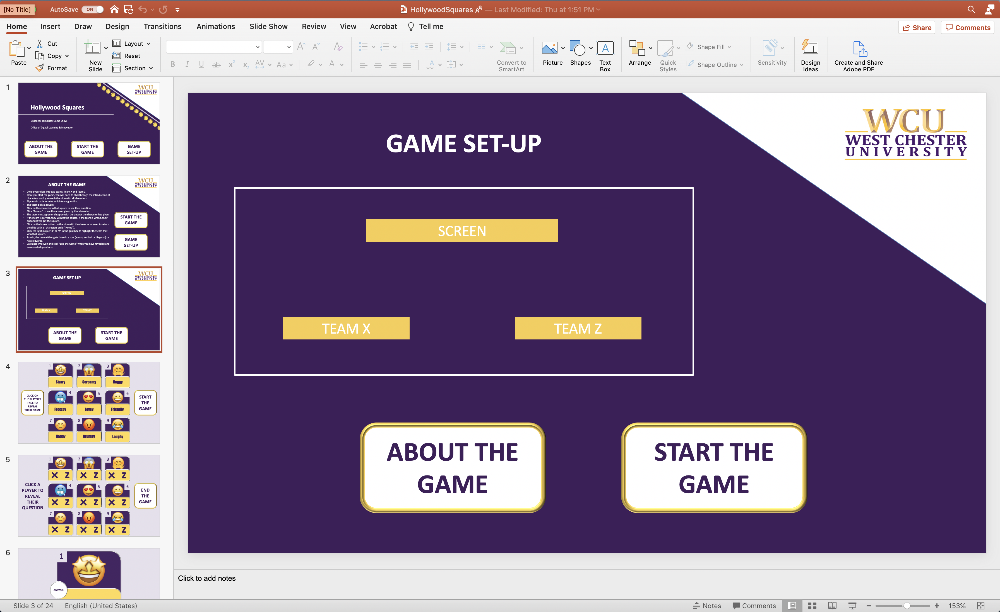 [No Title]
AutoSave ON
HollywoodSquares — Last Modified: Thu at 1:51 PM
Home Insert Draw Design Transitions Animations Slide Show Review View Acrobat Tell me
Share Comments
Paste
Cut
Copy
Format
New
Slide
Layout
Reset
Section
Convert to
SmartArt
Picture
Shapes
Text
Box
Arrange
Quick
Styles
Shape Fill
Shape Outline
Sensitivity
Design
Ideas
Create and Share
Adobe PDF
1
WCU
WEST CHESTER
UNIVERSITY
Hollywood Squares
Slidedeck Template: Game Show
Office of Digital Learning & Innovation
ABOUT THE
GAME
START THE
GAME
GAME
SET-UP
2
WCU
WEST CHESTER
UNIVERSITY
ABOUT THE GAME
• Divide your class into two teams. Team X and Team Z
• Once you start the game, you will need to click through the introduction of
characters until you reach the slide with all characters.
• Flip a coin to determine which team goes first.
• The team picks a square.
• Click on the character in that square to see their question.
• Click "Answer" to see the answer given by that character.
• The team must agree or disagree with the answer the character has given.
• If the team is correct, they will get the square. If the team is wrong, their
opponent will get the square.
• Click on the home button on the slide with the character answer to return
the slide with all characters on it ("Home").
• Click the light purple "X" or "Z" in the gold box to highlight the team that
won that square.
• To win, the team either gets three in a row (across, vertical or diagonal) or
has 5 squares.
• Calculate who won and click "End the Game" when you have revealed and
answered all questions.
START THE
GAME
GAME
SET-UP
3
WCU
WEST CHESTER
UNIVERSITY
GAME SET-UP
SCREEN
TEAM X TEAM Z
ABOUT THE
GAME
START THE
GAME
4
1 2 3
Starry Screamy Huggy
CLICK ON
THE PLAYER'S
FACE TO
REVEAL
THEIR NAME
4 5 6
Freezey Lovey Friendly
START
THE
GAME
7 8 9
Happy Grumpy Laughy
5
1 2 3
X Z X Z X Z
CLICK A
PLAYER TO
REVEAL
THEIR
QUESTION
4 5 6
X Z X Z X Z
END
THE
GAME
7 8 9
X Z X Z X Z
6
1
ANSWER
GAME SET-UP
WCU
WEST CHESTER
UNIVERSITY
SCREEN
TEAM X TEAM Z
ABOUT THE
GAME
START THE
GAME
Click to add notes
Slide 3 of 24 English (United States)
Notes Comments 153%